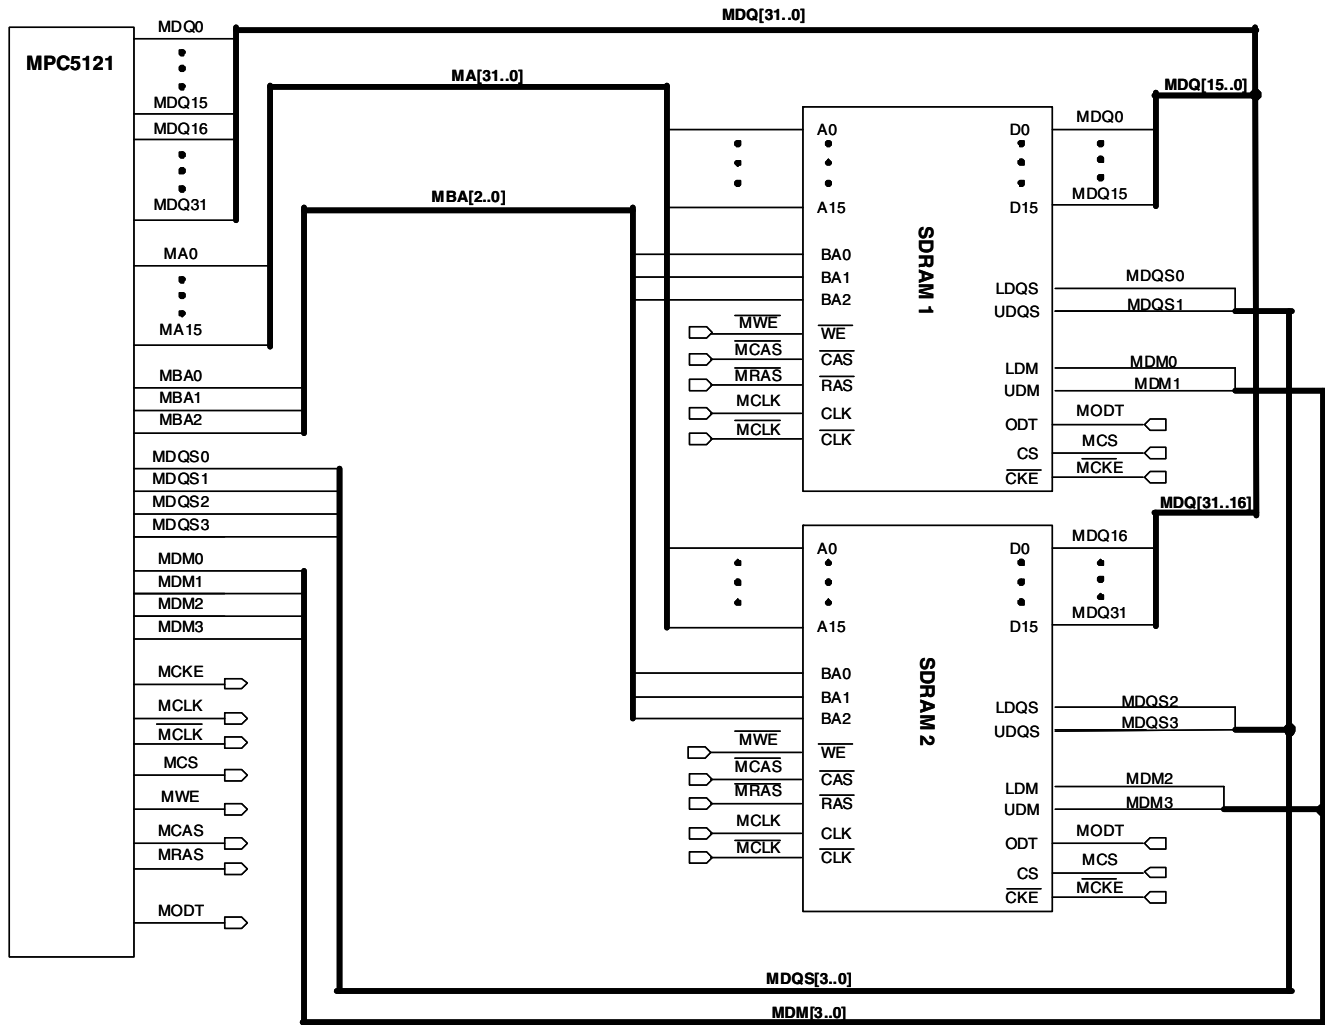 MDQ[31..0]
MPC5121
MDQ0
MDQ15
MDQ16
MDQ31
MA0
MA15
MBA0
MBA1
MBA2
MDQS0
MDQS1
MDQS2
MDQS3
MDM0
MDM1
MDM2
MDM3
MCKE
MCLK
MCLK
MCS
MWE
MCAS
MRAS
MODT
MA[31..0]
MBA[2..0]
MDQ[15..0]
SDRAM 1
A0
A15
BA0
BA1
BA2
MWE
WE
MCAS
CAS
MRAS
RAS
MCLK
CLK
MCLK
CLK
D0
MDQ0
D15
MDQ15
LDQS
MDQS0
UDQS
MDQS1
LDM
MDM0
UDM
MDM1
ODT
MODT
CS
MCS
CKE
MCKE
MDQ[31..16]
SDRAM 2
A0
A15
BA0
BA1
BA2
MWE
WE
MCAS
CAS
MRAS
RAS
MCLK
CLK
MCLK
CLK
D0
MDQ16
D15
MDQ31
LDQS
MDQS2
UDQS
MDQS3
LDM
MDM2
UDM
MDM3
ODT
MODT
CS
MCS
CKE
MCKE
MDQS[3..0]
MDM[3..0]